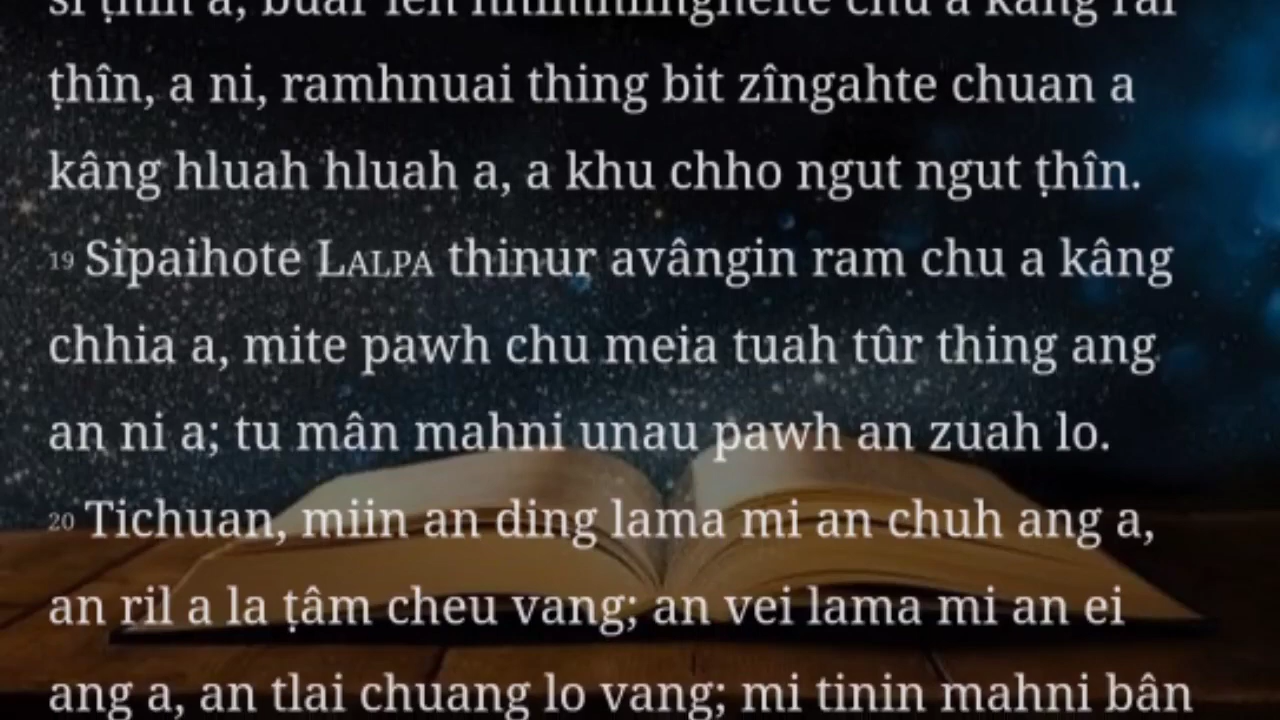 ṭhîn, a ni, ramhnuai thing bit zîngahte chuan a
kâng hluah hluah a, a khu chho ngut ngut ṭhîn.
19 Sipaihote LALPA thinur avângin ram chu a kâng
chhia a, mite pawh chu meia tuah tûr thing ang
an ni a; tu mân mahni unau pawh an zuah lo.
20 Tichuan, miin an ding lama mi an chuh ang a,
an ril a la ṭâm cheu vang; an vei lama mi an ei
ang a, an tlai chuang lo vang; mi tinin mahni bân